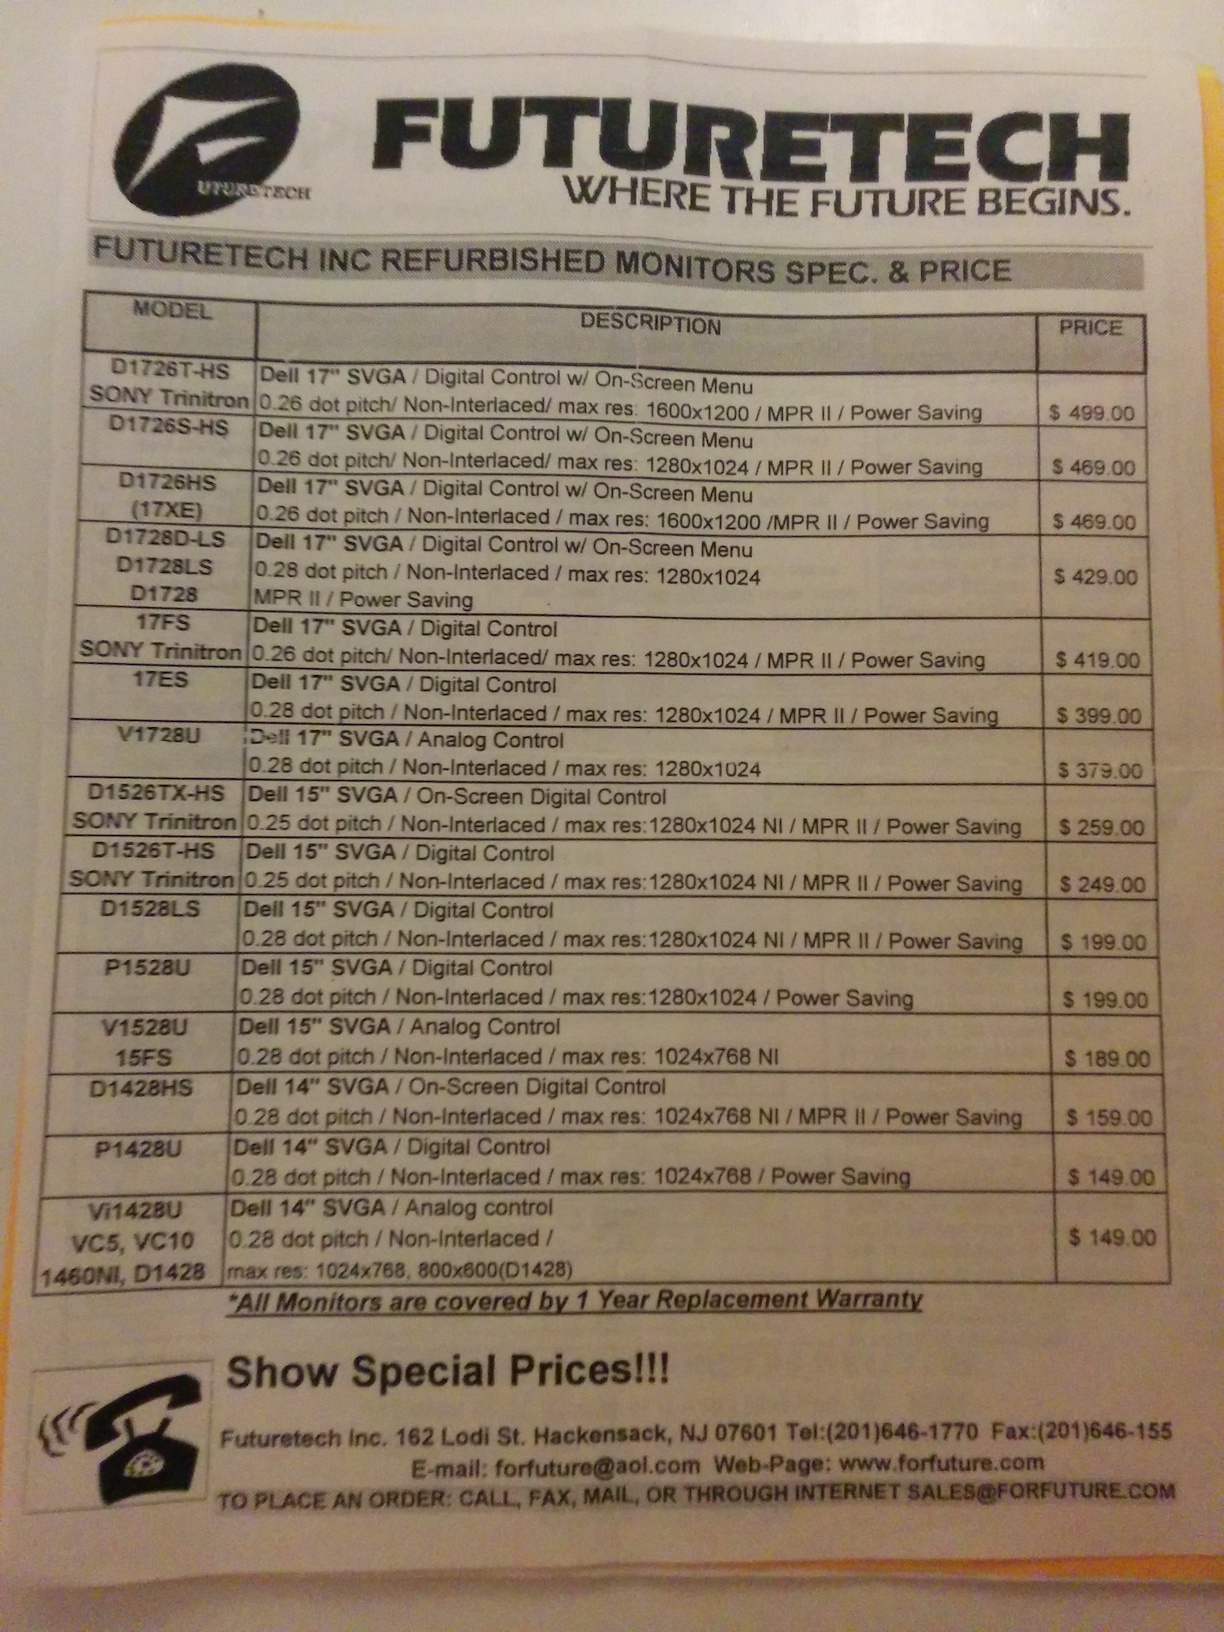 UTURETECH
FUTURETECH
WHERE THE FUTURE BEGINS.
FUTURETECH INC REFURBISHED MONITORS SPEC. & PRICE
MODEL DESCRIPTION PRICE
D1726T-HS Dell 17" SVGA / Digital Control w/ On-Screen Menu
SONY Trinitron 0.26 dot pitch/ Non-Interlaced/ max res: 1600x1200 / MPR II / Power Saving $ 499.00
D1726S-HS Dell 17" SVGA / Digital Control w/ On-Screen Menu
0.26 dot pitch/ Non-Interlaced/ max res: 1280x1024 / MPR II / Power Saving $ 469.00
D1726HS Dell 17" SVGA / Digital Control w/ On-Screen Menu
(17XE) 0.26 dot pitch / Non-Interlaced / max res: 1600x1200 /MPR II / Power Saving $ 469.00
D1728D-LS Dell 17" SVGA / Digital Control w/ On-Screen Menu
D1728LS 0.28 dot pitch / Non-Interlaced / max res: 1280x1024 $ 429.00
D1728 MPR II / Power Saving
17FS Dell 17" SVGA / Digital Control
SONY Trinitron 0.26 dot pitch/ Non-Interlaced/ max res: 1280x1024 / MPR II / Power Saving $ 419.00
17ES Dell 17" SVGA / Digital Control
0.28 dot pitch / Non-Interlaced / max res: 1280x1024 / MPR II / Power Saving $ 399.00
V1728U Dell 17" SVGA / Analog Control
0.28 dot pitch / Non-Interlaced / max res: 1280x1024 $ 379.00
D1526TX-HS Dell 15" SVGA / On-Screen Digital Control
SONY Trinitron 0.25 dot pitch / Non-Interlaced / max res:1280x1024 NI / MPR II / Power Saving $ 259.00
D1526T-HS Dell 15" SVGA / Digital Control
SONY Trinitron 0.25 dot pitch / Non-Interlaced / max res:1280x1024 NI / MPR II / Power Saving $ 249.00
D1528LS Dell 15" SVGA / Digital Control
0.28 dot pitch / Non-Interlaced / max res:1280x1024 NI / MPR II / Power Saving $ 199.00
P1528U Dell 15" SVGA / Digital Control
0.28 dot pitch / Non-Interlaced / max res:1280x1024 / Power Saving $ 199.00
V1528U Dell 15" SVGA / Analog Control
15FS 0.28 dot pitch / Non-Interlaced / max res: 1024x768 NI $ 189.00
D1428HS Dell 14" SVGA / On-Screen Digital Control
0.28 dot pitch / Non-Interlaced / max res: 1024x768 NI / MPR II / Power Saving $ 159.00
P1428U Dell 14" SVGA / Digital Control
0.28 dot pitch / Non-Interlaced / max res: 1024x768 / Power Saving $ 149.00
Vi1428U Dell 14" SVGA / Analog control
VC5, VC10 0.28 dot pitch / Non-Interlaced / $ 149.00
1460NI, D1428 max res: 1024x768, 800x600(D1428)
*All Monitors are covered by 1 Year Replacement Warranty
Show Special Prices!!!
Futuretech Inc. 162 Lodi St. Hackensack, NJ 07601 Tel:(201)646-1770 Fax:(201)646-155
E-mail: forfuture@aol.com Web-Page: www.forfuture.com
TO PLACE AN ORDER: CALL, FAX, MAIL, OR THROUGH INTERNET SALES@FORFUTURE.COM